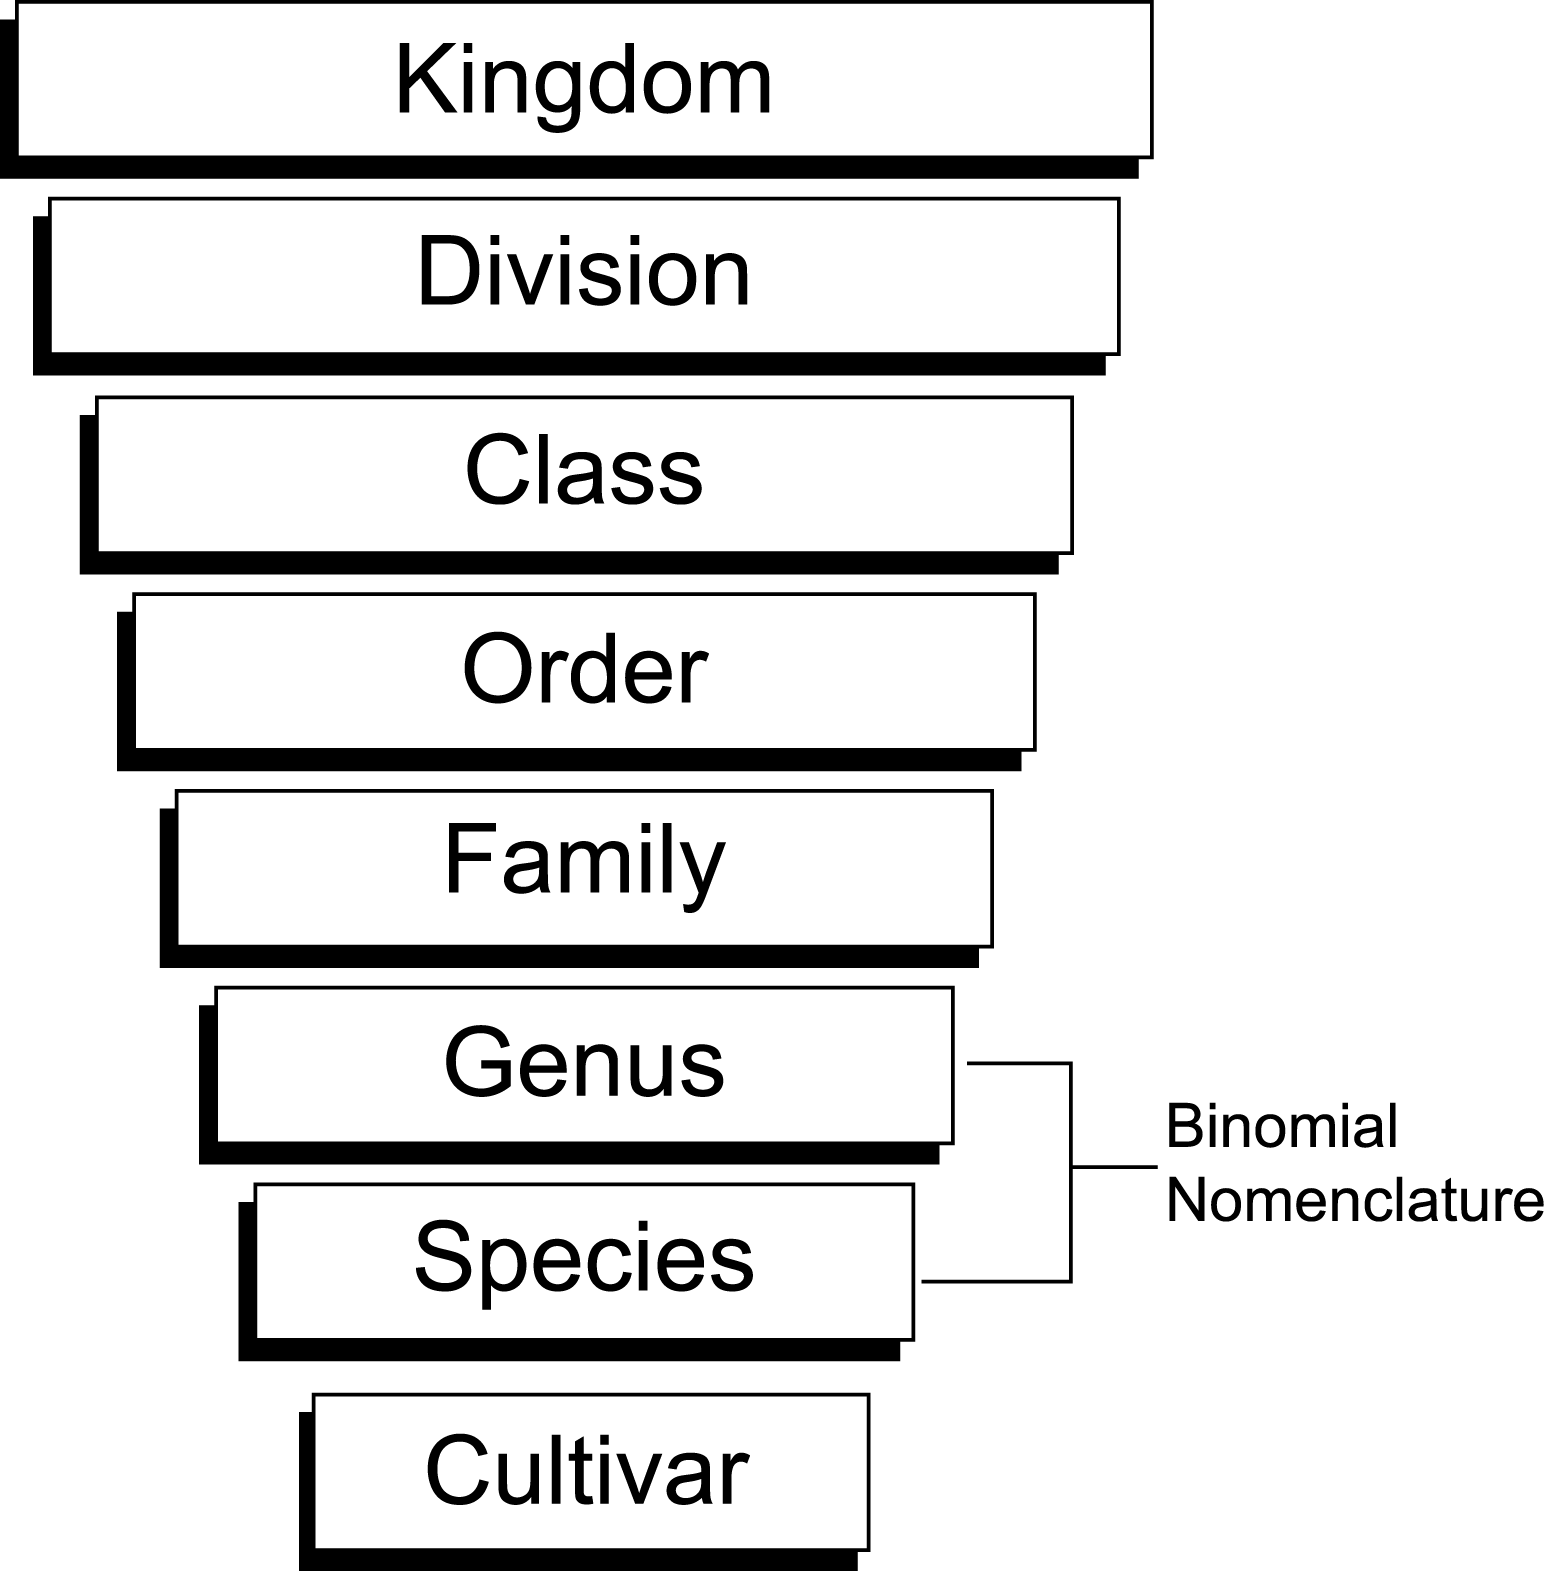 Kingdom
Division
Class
Order
Family
Genus
Species
Cultivar
Binomial
Nomenclature